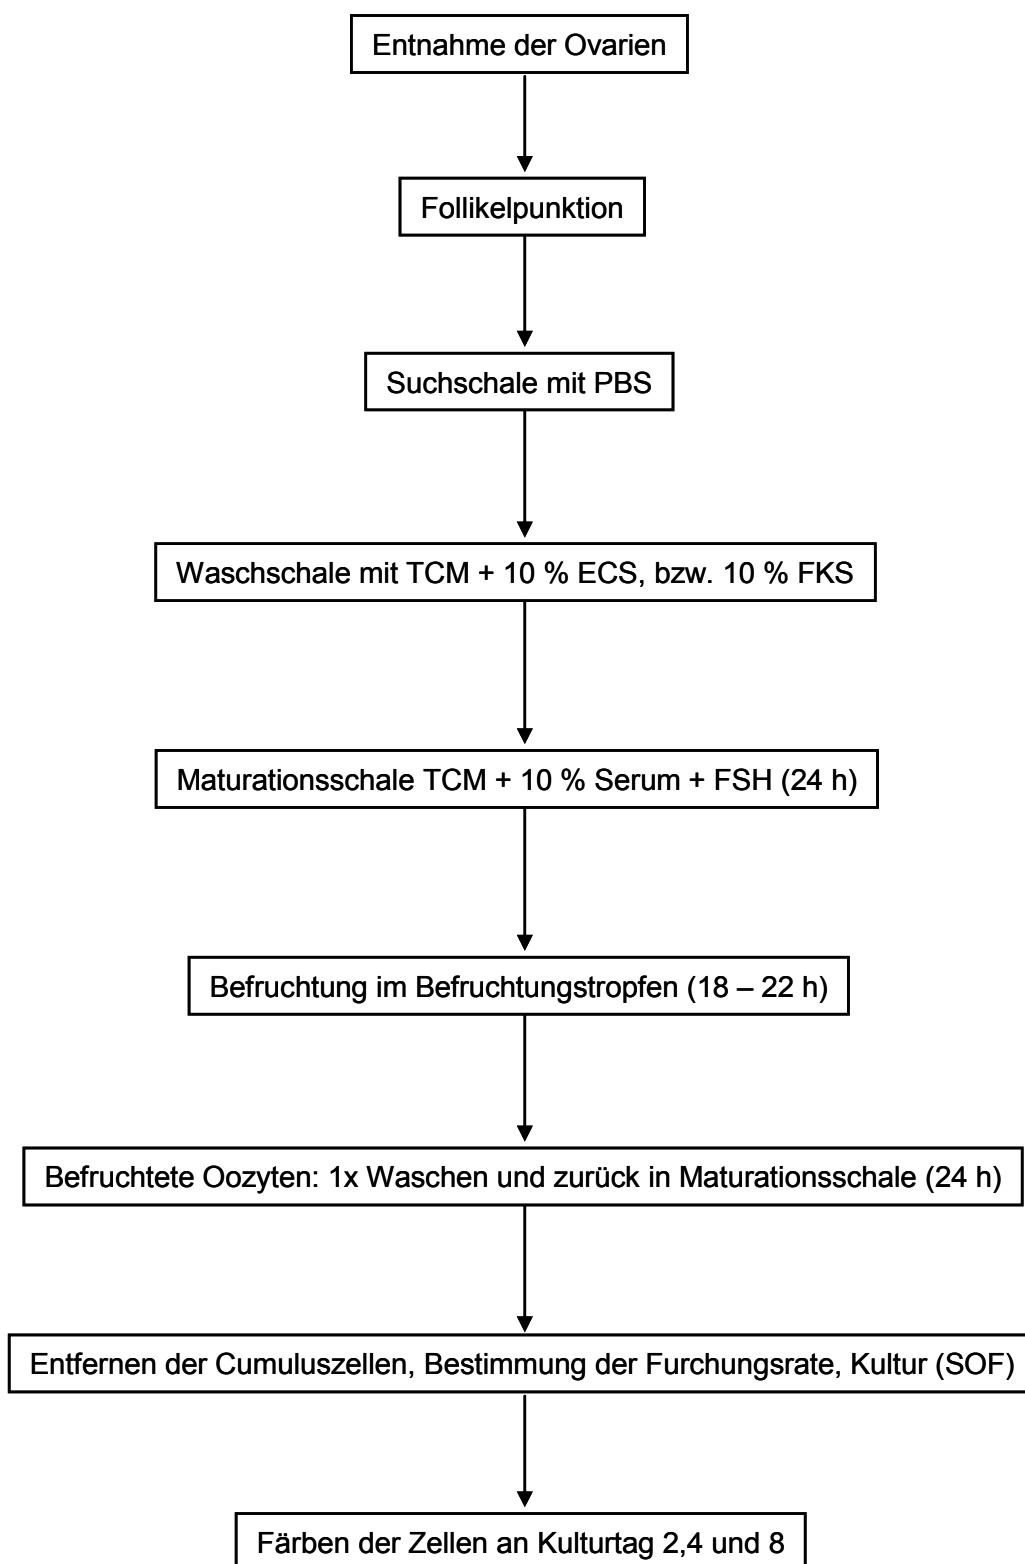 Entnahme der Ovarien
Follikelpunktion
Suchschale mit PBS
Waschschale mit TCM + 10 % ECS, bzw. 10 % FKS
Maturationsschale TCM + 10 % Serum + FSH (24 h)
Befruchtung im Befruchtungstropfen (18 – 22 h)
Befruchtete Oozyten: 1x Waschen und zurück in Maturationsschale (24 h)
Entfernen der Cumuluszellen, Bestimmung der Furchungsrate, Kultur (SOF)
Färben der Zellen an Kulturtag 2,4 und 8